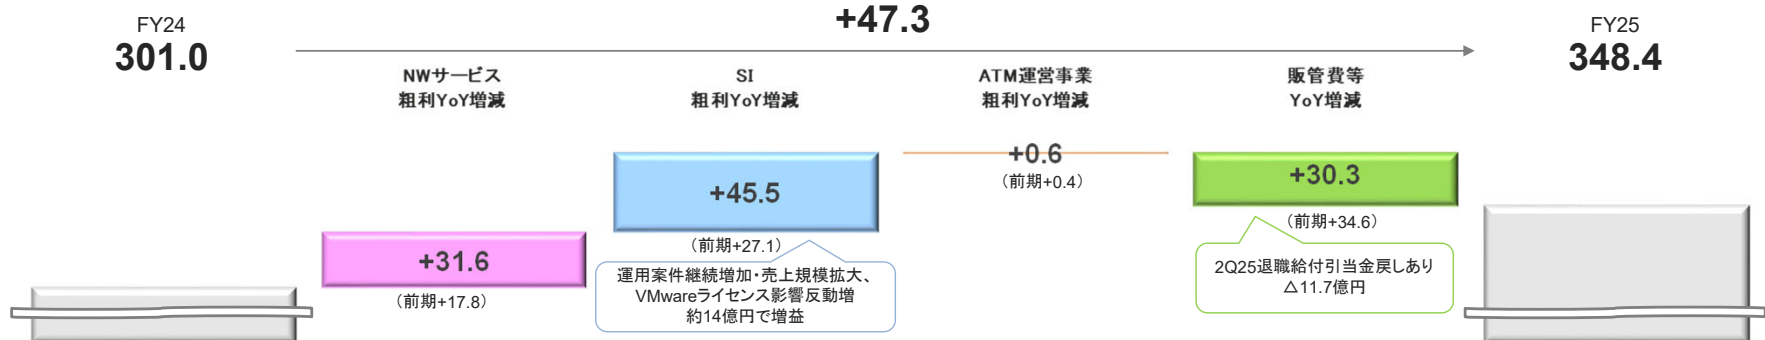 FY24
301.0
+47.3
FY25
348.4
NWサービス
粗利YoY増減
SI
粗利YoY増減
ATM運営事業
粗利YoY増減
販管費等
YoY増減
+31.6
(前期+17.8)
+45.5
(前期+27.1)
運用案件継続増加・売上規模拡大、
VMwareライセンス影響反動増
約14億円で増益
+0.6
(前期+0.4)
+30.3
(前期+34.6)
2Q25退職給付引当金戻しあり
△11.7億円